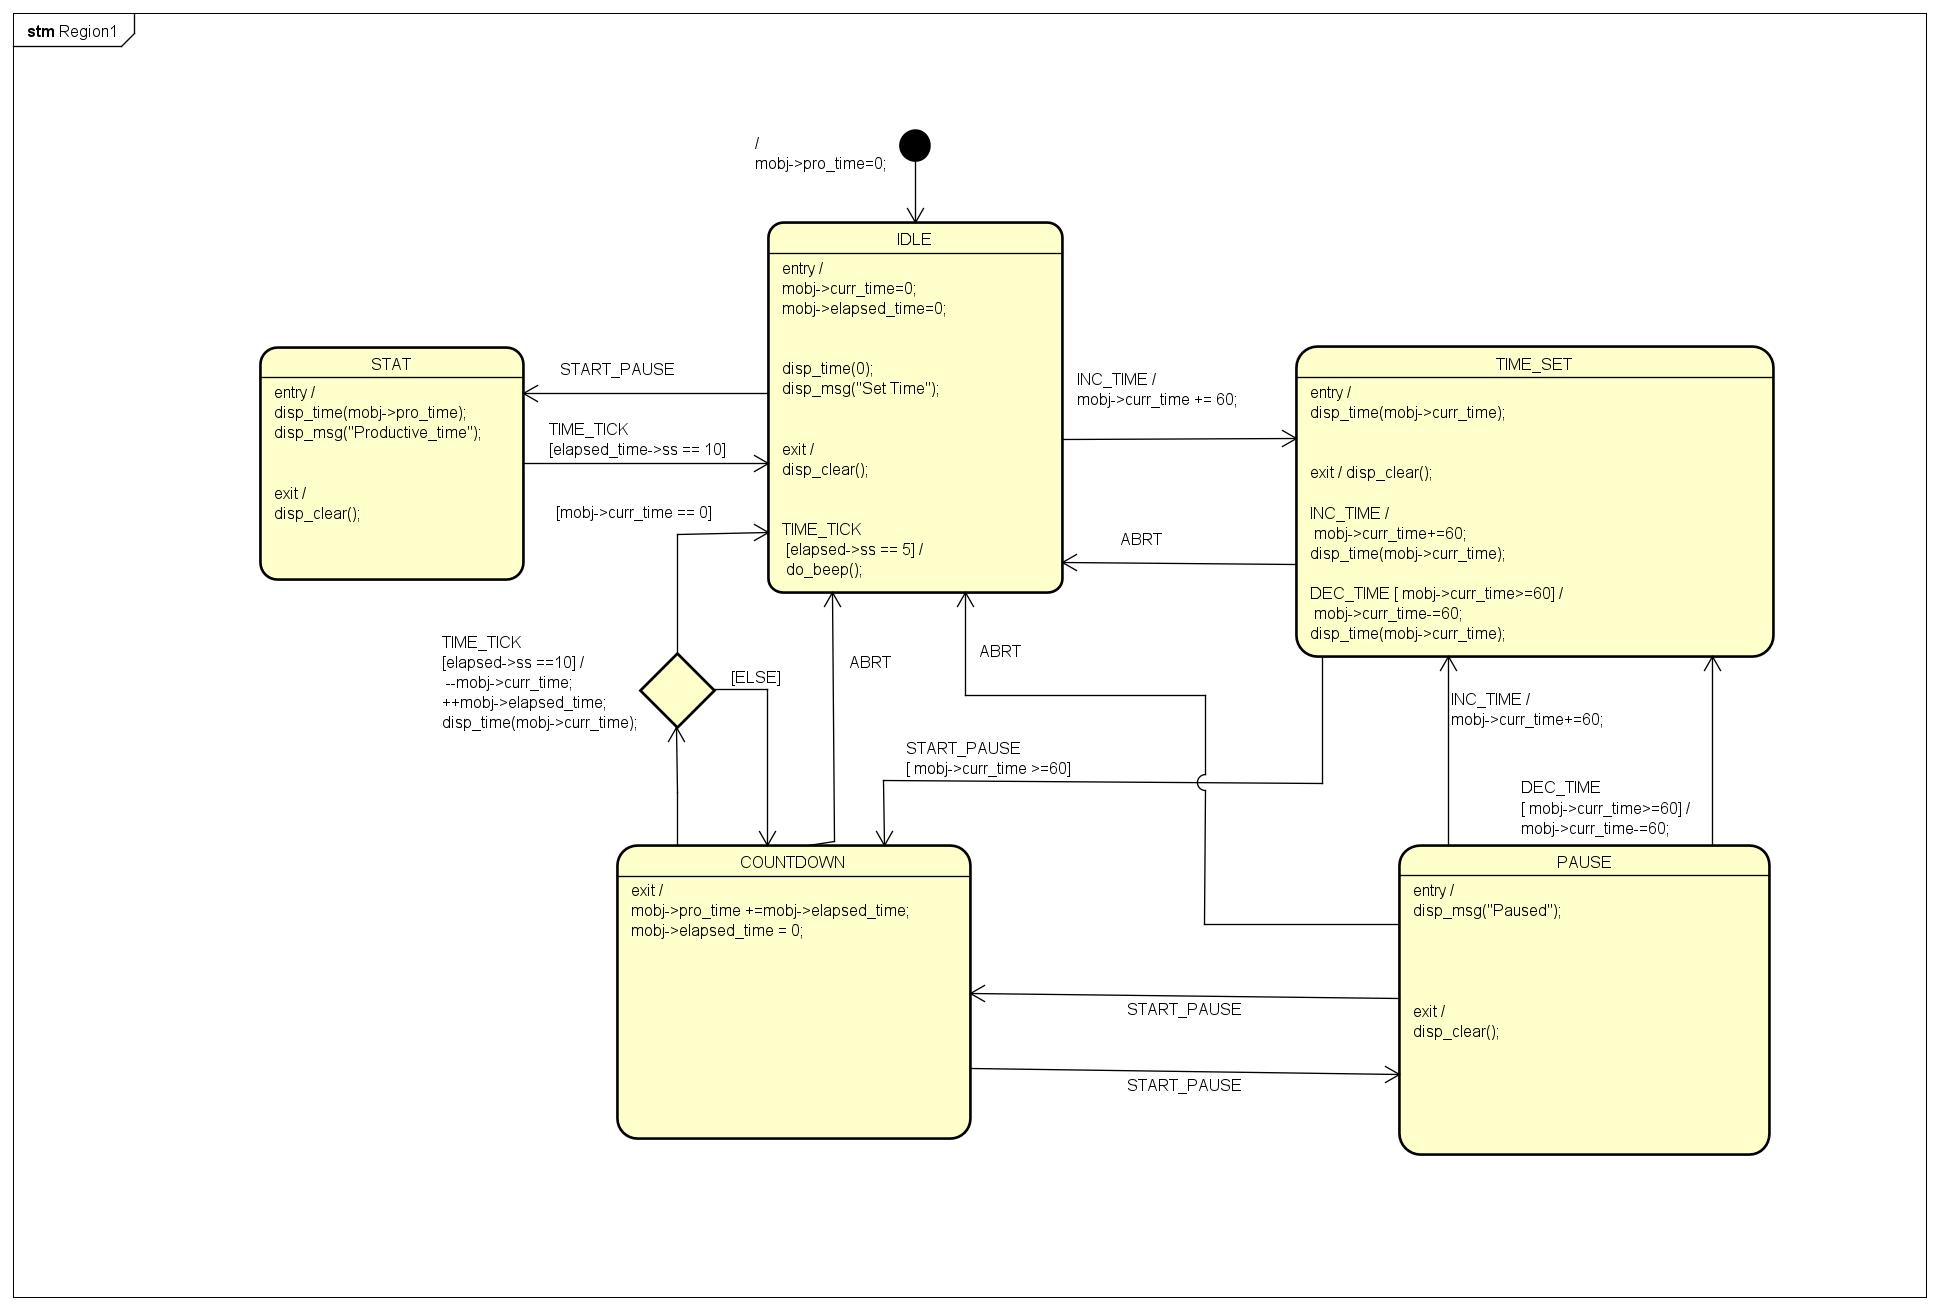 stm Region1
/
mobj->pro_time=0;
IDLE
entry /
mobj->curr_time=0;
mobj->elapsed_time=0;
disp_time(0);
disp_msg("Set Time");
exit /
disp_clear();
TIME_TICK
[elapsed->ss == 5] /
do_beep();
STAT
entry /
disp_time(mobj->pro_time);
disp_msg("Productive_time");
exit /
disp_clear();
START_PAUSE
TIME_TICK
[elapsed_time->ss == 10]
[mobj->curr_time == 0]
INC_TIME /
mobj->curr_time += 60;
ABRT
TIME_SET
entry /
disp_time(mobj->curr_time);
exit / disp_clear();
INC_TIME /
mobj->curr_time+=60;
disp_time(mobj->curr_time);
DEC_TIME [ mobj->curr_time>=60] /
mobj->curr_time-=60;
disp_time(mobj->curr_time);
TIME_TICK
[elapsed->ss ==10] /
--mobj->curr_time;
++mobj->elapsed_time;
disp_time(mobj->curr_time);
[ELSE]
ABRT
ABRT
START_PAUSE
[ mobj->curr_time >=60]
INC_TIME /
mobj->curr_time+=60;
DEC_TIME
[ mobj->curr_time>=60] /
mobj->curr_time-=60;
COUNTDOWN
exit /
mobj->pro_time +=mobj->elapsed_time;
mobj->elapsed_time = 0;
PAUSE
entry /
disp_msg("Paused");
exit /
disp_clear();
START_PAUSE
START_PAUSE